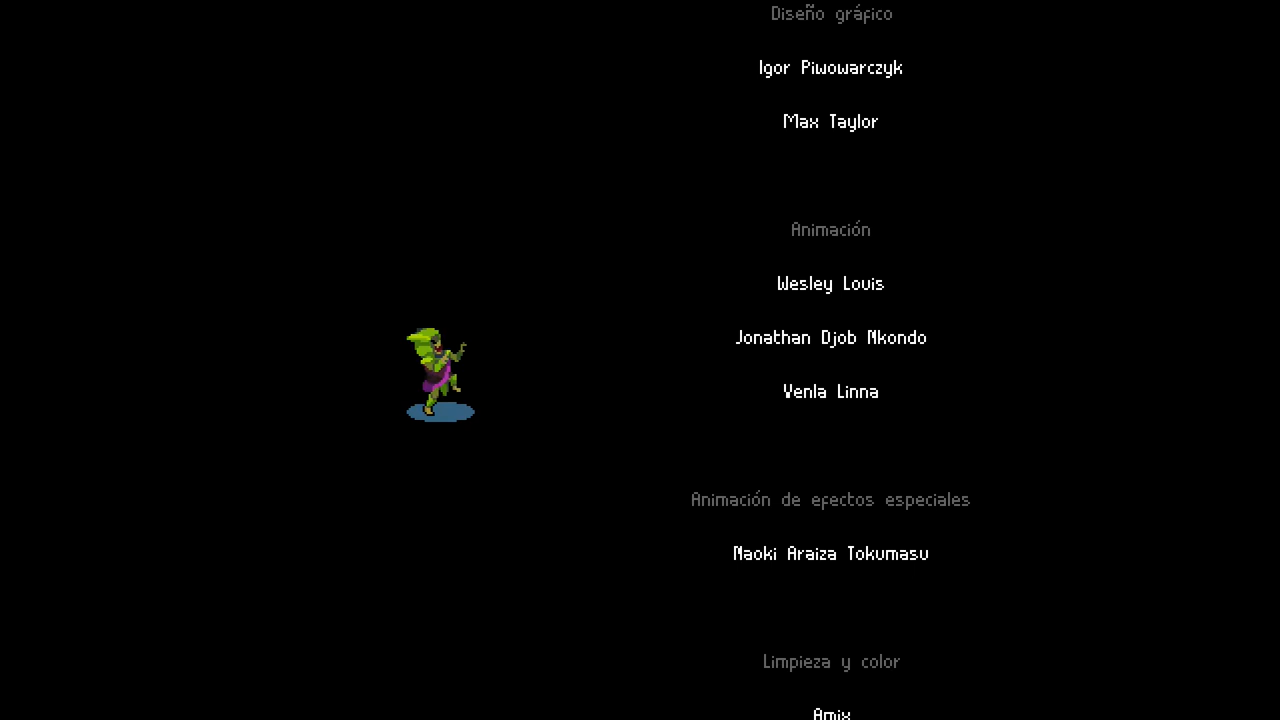 Diseño gráfico
Igor Piwowarczyk
Max Taylor
Animación
Wesley Louis
Jonathan Djob Nkondo
Venla Linna
Animación de efectos especiales
Naoki Araiza Tokumasu
Limpieza y color
Amix